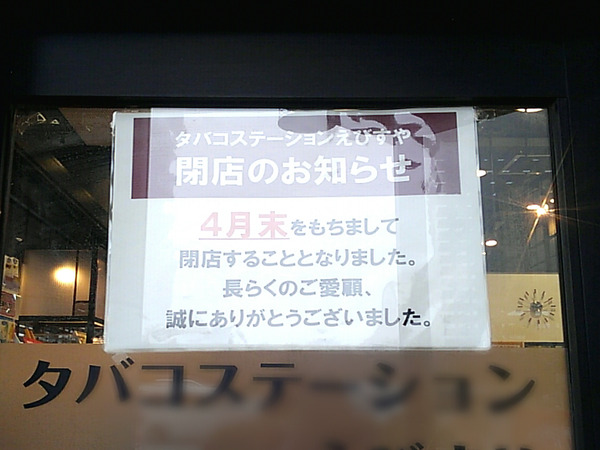 タバコステーションえびすや
閉店のお知らせ
4月末をもちまして
閉店することとなりました。
長らくのご愛顧、
誠にありがとうございました。
タバコステーション